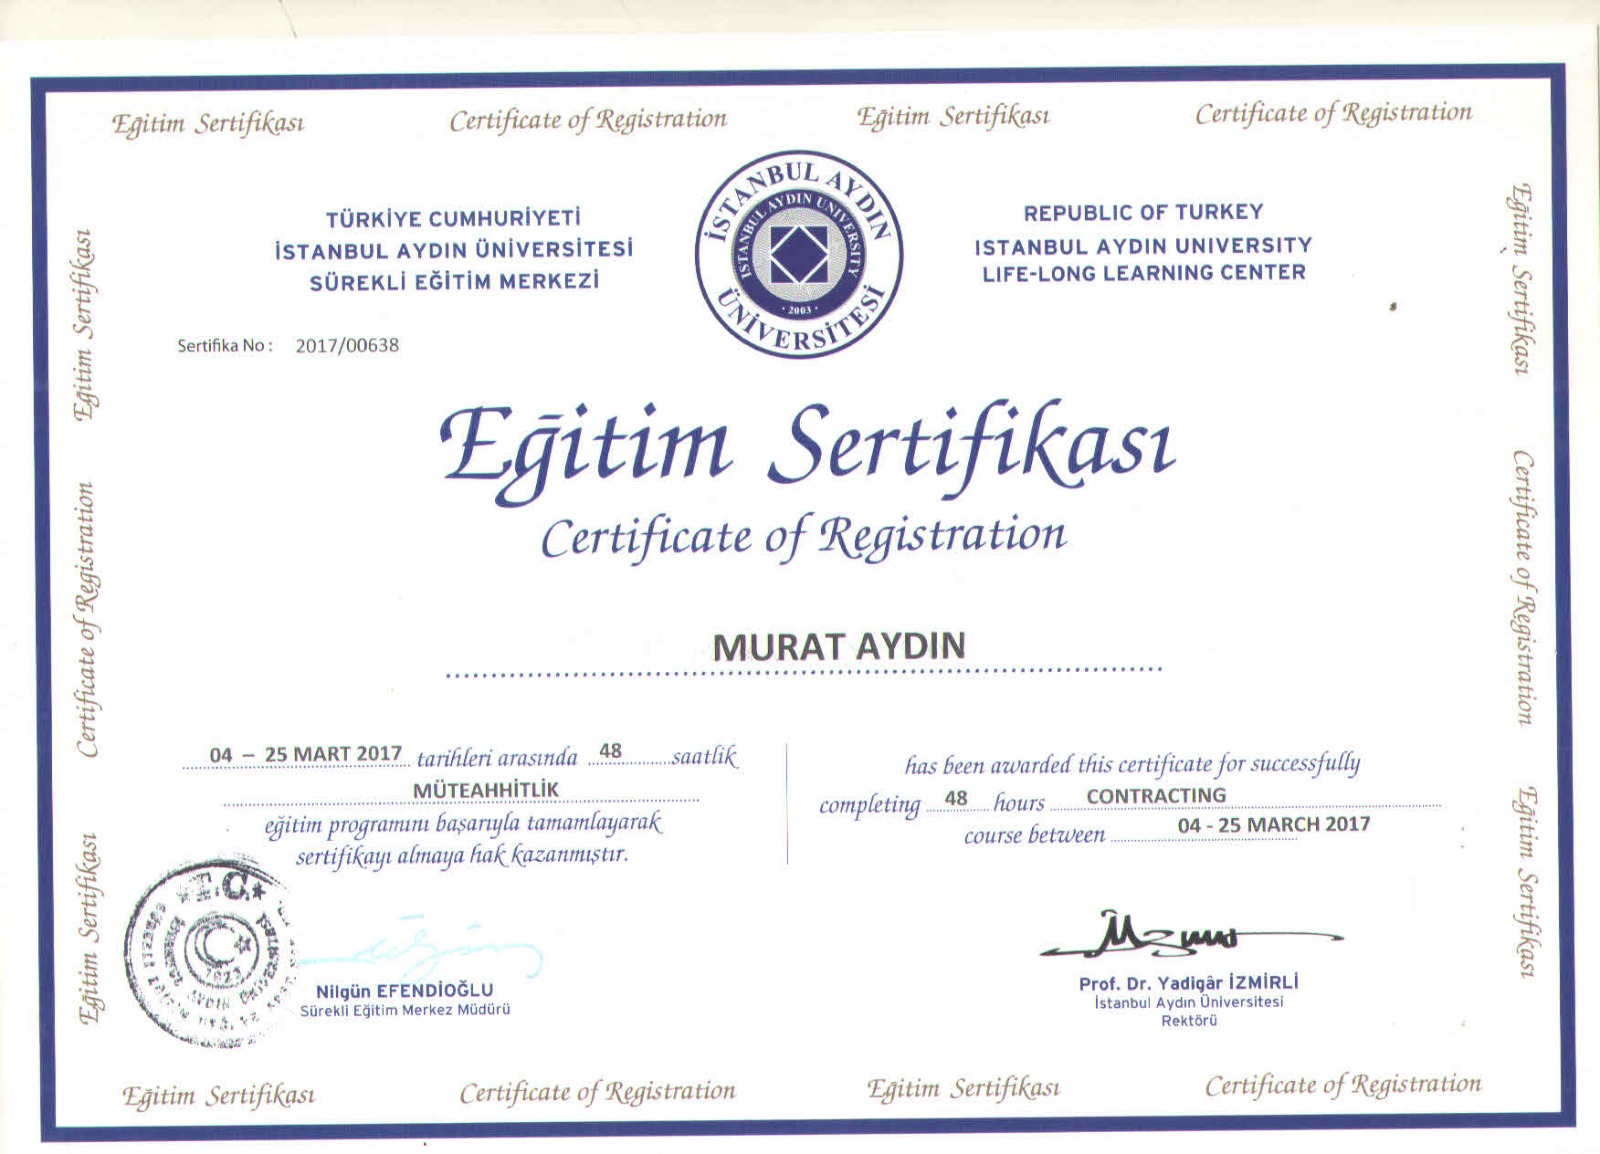 Eğitim Sertifikası Certificate of Registration Eğitim Sertifikası Certificate of Registration
İSTANBUL AYDIN ÜNİVERSİTESİ
ISTANBUL AYDIN UNIVERSITY
· 2003 ·
TÜRKİYE CUMHURİYETİ
İSTANBUL AYDIN ÜNİVERSİTESİ
SÜREKLİ EĞİTİM MERKEZİ
REPUBLIC OF TURKEY
ISTANBUL AYDIN UNIVERSITY
LIFE-LONG LEARNING CENTER
Sertifika No : 2017/00638
Eğitim Sertifikası
Certificate of Registration
MURAT AYDIN
04 – 25 MART 2017 tarihleri arasında 48 saatlik
MÜTEAHHİTLİK
eğitim programını başarıyla tamamlayarak
sertifikayı almaya hak kazanmıştır.
has been awarded this certificate for successfully
completing 48 hours CONTRACTING
course between 04 - 25 MARCH 2017
T.C.
1923
Nilgün EFENDİOĞLU
Sürekli Eğitim Merkez Müdürü
Prof. Dr. Yadigâr İZMİRLİ
İstanbul Aydın Üniversitesi
Rektörü
Eğitim Sertifikası
Certificate of Registration
Eğitim Sertifikası
Eğitim Sertifikası
Certificate of Registration
Eğitim Sertifikası
Eğitim Sertifikası Certificate of Registration Eğitim Sertifikası Certificate of Registration